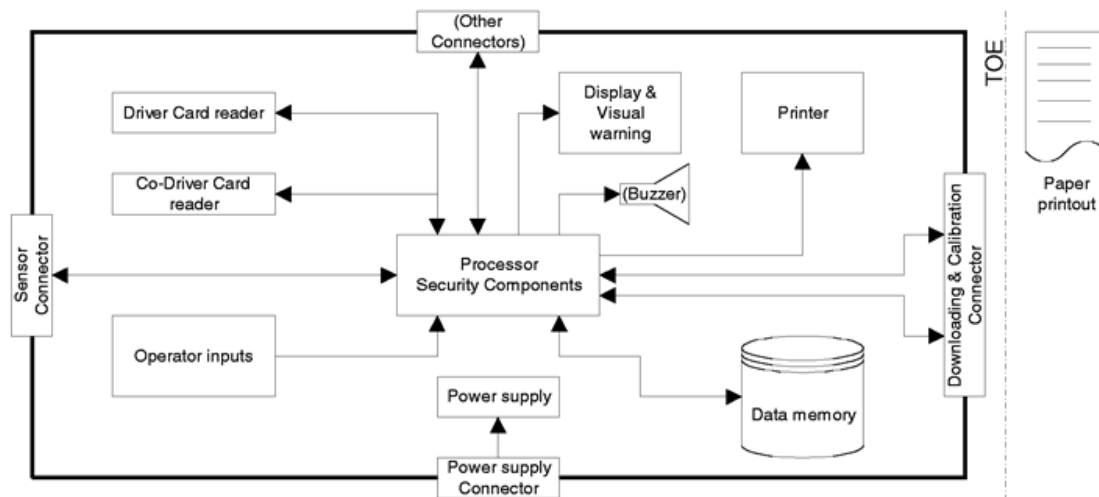 (Other
Connectors)
TOE
Driver Card reader
Display &
Visual
warning
Printer
Co-Driver Card
reader
(Buzzer)
Paper
printout
Sensor
Connector
Processor
Security Components
Downloading & Calibration
Connector
Operator inputs
Power supply
Data memory
Power supply
Connector